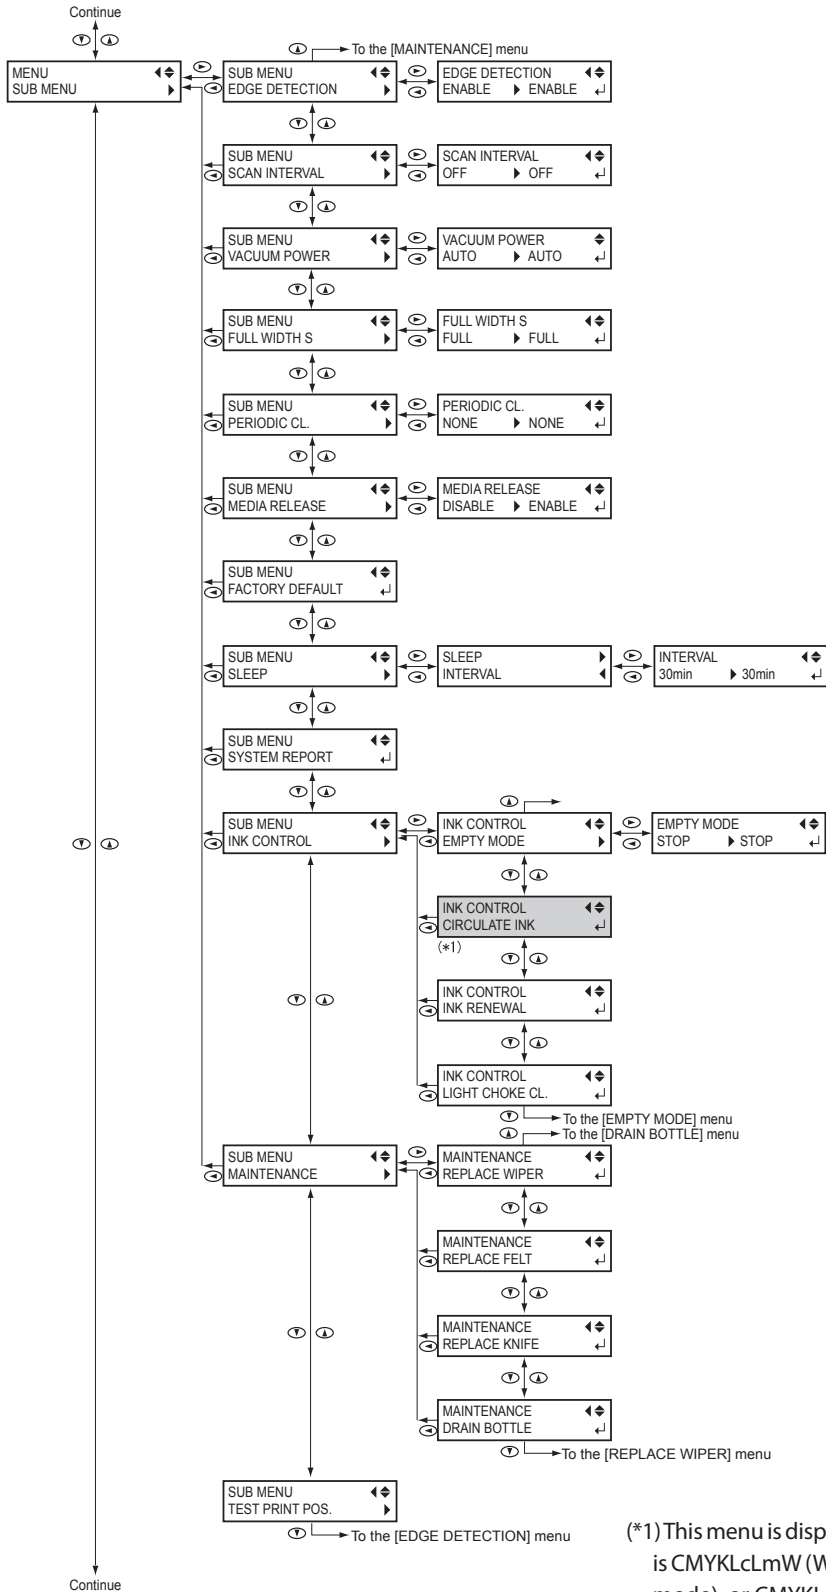 Continue
To the [MAINTENANCE] menu
MENU
SUB MENU
SUB MENU
EDGE DETECTION
EDGE DETECTION
ENABLE ENABLE
SUB MENU
SCAN INTERVAL
SCAN INTERVAL
OFF OFF
SUB MENU
VACUUM POWER
VACUUM POWER
AUTO AUTO
SUB MENU
FULL WIDTH S
FULL WIDTH S
FULL FULL
SUB MENU
PERIODIC CL.
PERIODIC CL.
NONE NONE
SUB MENU
MEDIA RELEASE
MEDIA RELEASE
DISABLE ENABLE
SUB MENU
FACTORY DEFAULT
SUB MENU
SLEEP
SLEEP
INTERVAL
INTERVAL
30min 30min
SUB MENU
SYSTEM REPORT
SUB MENU
INK CONTROL
INK CONTROL
EMPTY MODE
EMPTY MODE
STOP STOP
INK CONTROL
CIRCULATE INK
(*1)
INK CONTROL
INK RENEWAL
INK CONTROL
LIGHT CHOKE CL.
To the [EMPTY MODE] menu
To the [DRAIN BOTTLE] menu
SUB MENU
MAINTENANCE
MAINTENANCE
REPLACE WIPER
MAINTENANCE
REPLACE FELT
MAINTENANCE
REPLACE KNIFE
MAINTENANCE
DRAIN BOTTLE
To the [REPLACE WIPER] menu
SUB MENU
TEST PRINT POS.
To the [EDGE DETECTION] menu
(*1) This menu is disp
is CMYKLcLmW (W
Continue